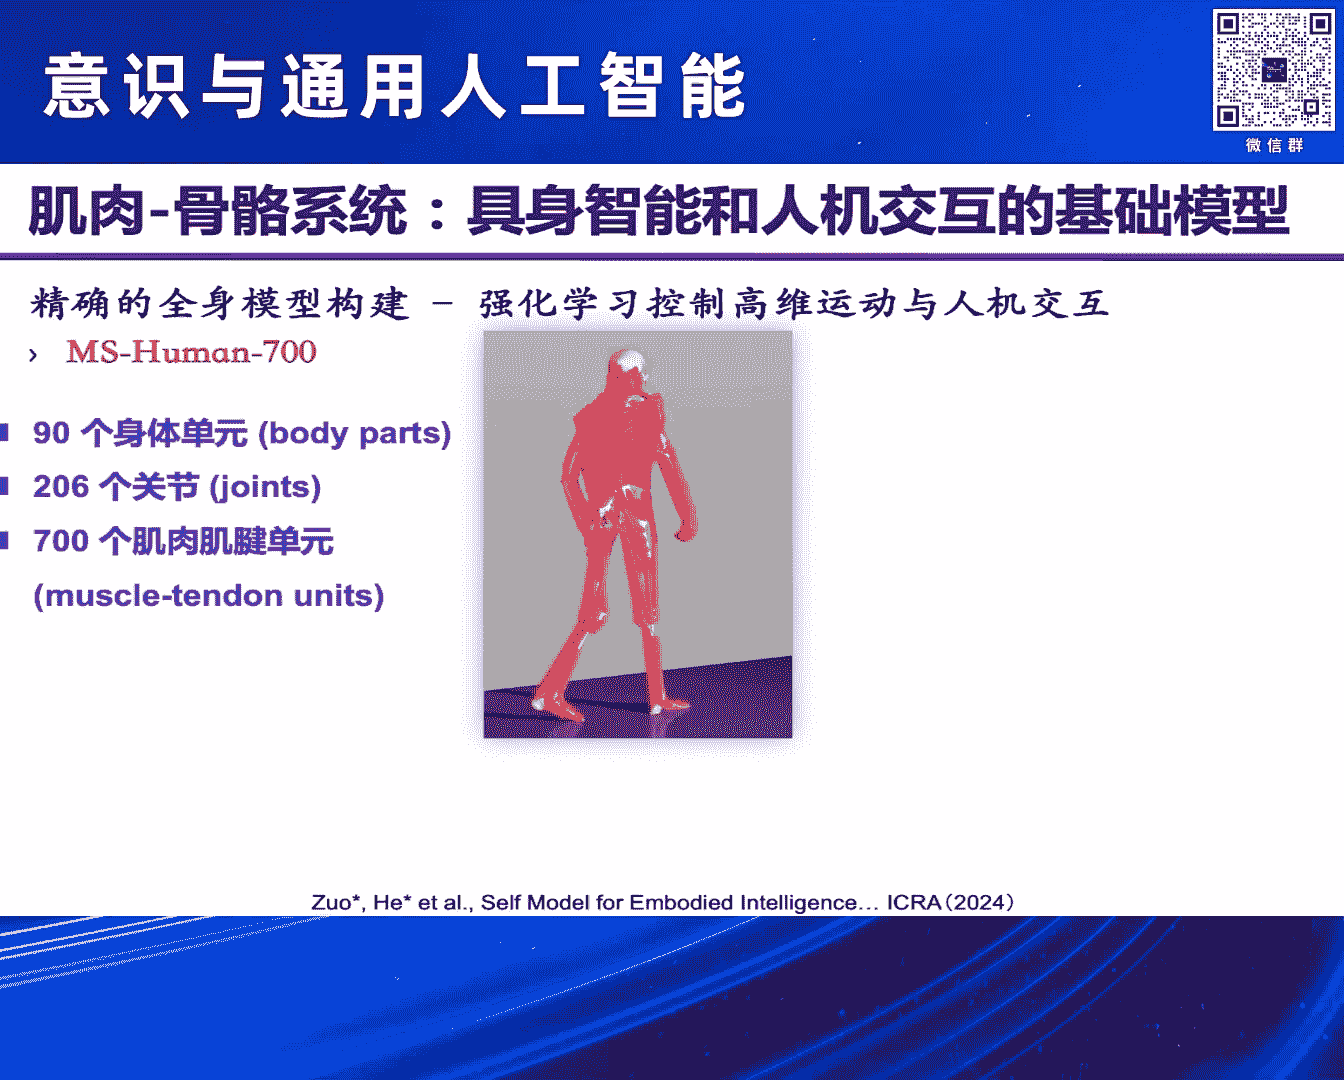 意识与通用人工智能
微信群
肌肉-骨骼系统：具身智能和人机交互的基础模型
精确的全身模型构建 – 强化学习控制高维运动与人机交互
› MS-Human-700
90 个身体单元 (body parts)
206 个关节 (joints)
700 个肌肉肌腱单元
(muscle-tendon units)
Zuo*, He* et al., Self Model for Embodied Intelligence… ICRA（2024）